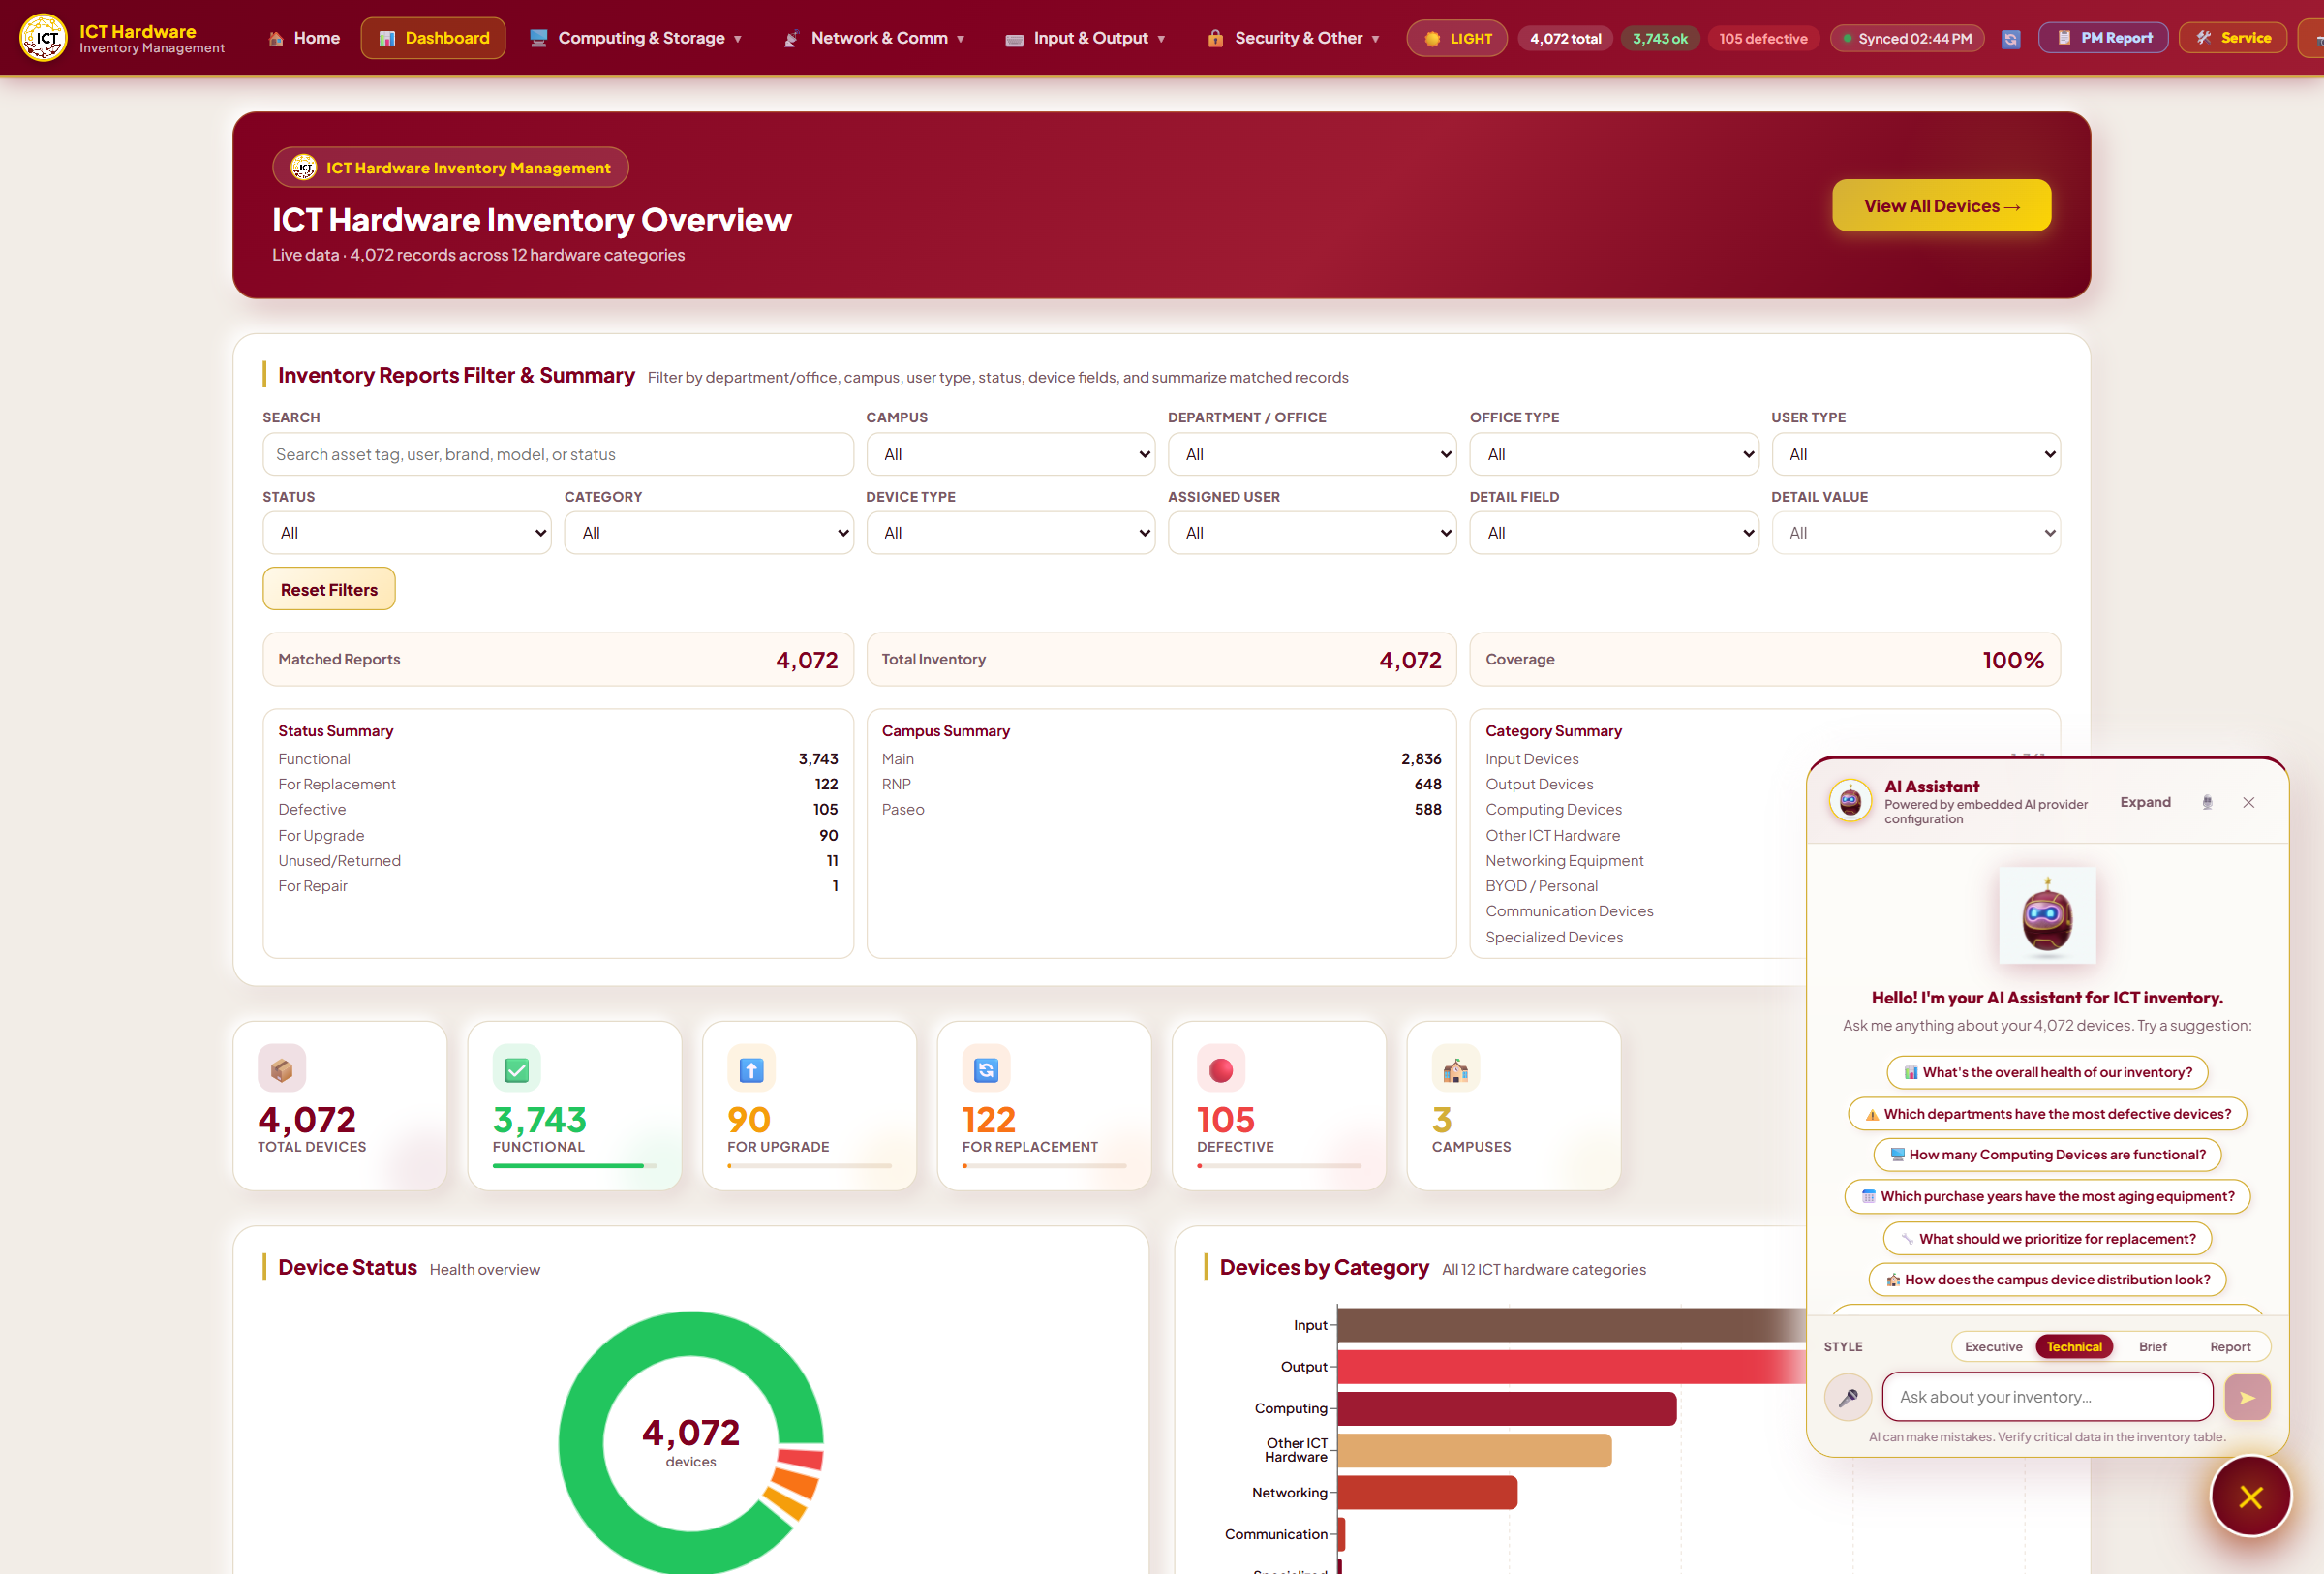 ICT Hardware
Inventory Management
Home
Dashboard
Computing & Storage
Network & Comm
Input & Output
Security & Other
LIGHT
4,072 total
3,743 ok
105 defective
Synced 02:44 PM
PM Report
Service
ICT Hardware Inventory Management
ICT Hardware Inventory Overview
Live data · 4,072 records across 12 hardware categories
View All Devices →
Inventory Reports Filter & Summary Filter by department/office, campus, user type, status, device fields, and summarize matched records
SEARCH CAMPUS DEPARTMENT / OFFICE OFFICE TYPE USER TYPE
Search asset tag, user, brand, model, or status All All All All
STATUS CATEGORY DEVICE TYPE ASSIGNED USER DETAIL FIELD DETAIL VALUE
All All All All All All
Reset Filters
Matched Reports 4,072
Total Inventory 4,072
Coverage 100%
Status Summary
Functional 3,743
For Replacement 122
Defective 105
For Upgrade 90
Unused/Returned 11
For Repair 1
Campus Summary
Main 2,836
RNP 648
Paseo 588
Category Summary
Input Devices
Output Devices
Computing Devices
Other ICT Hardware
Networking Equipment
BYOD / Personal
Communication Devices
Specialized Devices
4,072
TOTAL DEVICES
3,743
FUNCTIONAL
90
FOR UPGRADE
122
FOR REPLACEMENT
105
DEFECTIVE
3
CAMPUSES
Device Status Health overview
4,072
devices
Devices by Category All 12 ICT hardware categories
Input
Output
Computing
Other ICT
Hardware
Networking
Communication
AI Assistant
Powered by embedded AI provider
configuration
Expand
Hello! I'm your AI Assistant for ICT inventory.
Ask me anything about your 4,072 devices. Try a suggestion:
What's the overall health of our inventory?
Which departments have the most defective devices?
How many Computing Devices are functional?
Which purchase years have the most aging equipment?
What should we prioritize for replacement?
How does the campus device distribution look?
STYLE Executive Technical Brief Report
Ask about your inventory...
AI can make mistakes. Verify critical data in the inventory table.